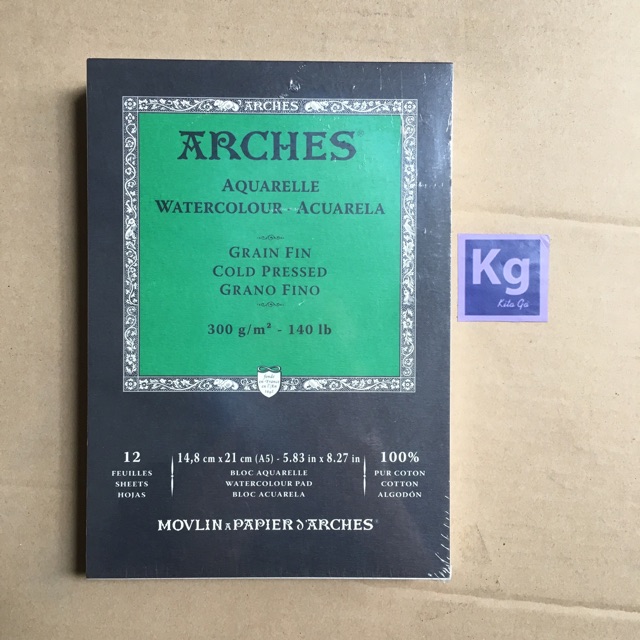 ARCHES
ARCHES®
AQUARELLE
WATERCOLOUR · ACUARELA
GRAIN FIN
COLD PRESSED
GRANO FINO
300 g/m² - 140 lb
12
FEUILLES
SHEETS
HOJAS
14,8 cm x 21 cm (A5) - 5.83 in x 8.27 in
BLOC AQUARELLE
WATERCOLOUR PAD
BLOC ACUARELA
100%
PUR COTON
COTTON
ALGODÓN
MOVLIN A PAPIER D'ARCHES®
Kg
Kita Ga